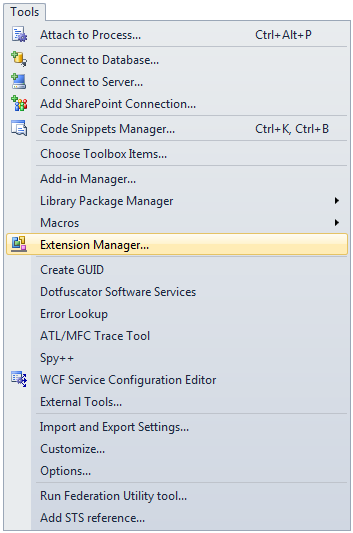 Tools
Attach to Process... Ctrl+Alt+P
Connect to Database...
Connect to Server...
Add SharePoint Connection...
Code Snippets Manager... Ctrl+K, Ctrl+B
Choose Toolbox Items...
Add-in Manager...
Library Package Manager
Macros
Extension Manager...
Create GUID
Dotfuscator Software Services
Error Lookup
ATL/MFC Trace Tool
Spy++
WCF Service Configuration Editor
External Tools...
Import and Export Settings...
Customize...
Options...
Run Federation Utility tool...
Add STS reference...